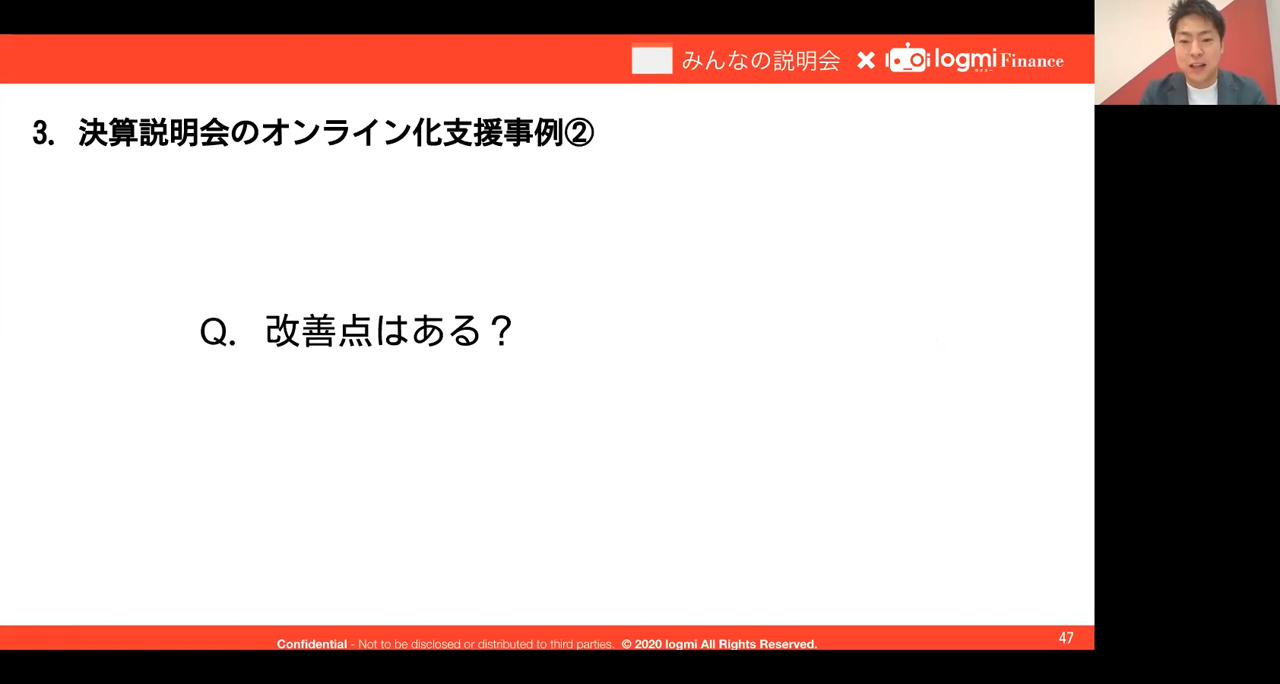 みんなの説明会 × logmi Finance
3. 決算説明会のオンライン化支援事例②
Q. 改善点はある？
Confidential - Not to be disclosed or distributed to third parties. © 2020 logmi All Rights Reserved.
47